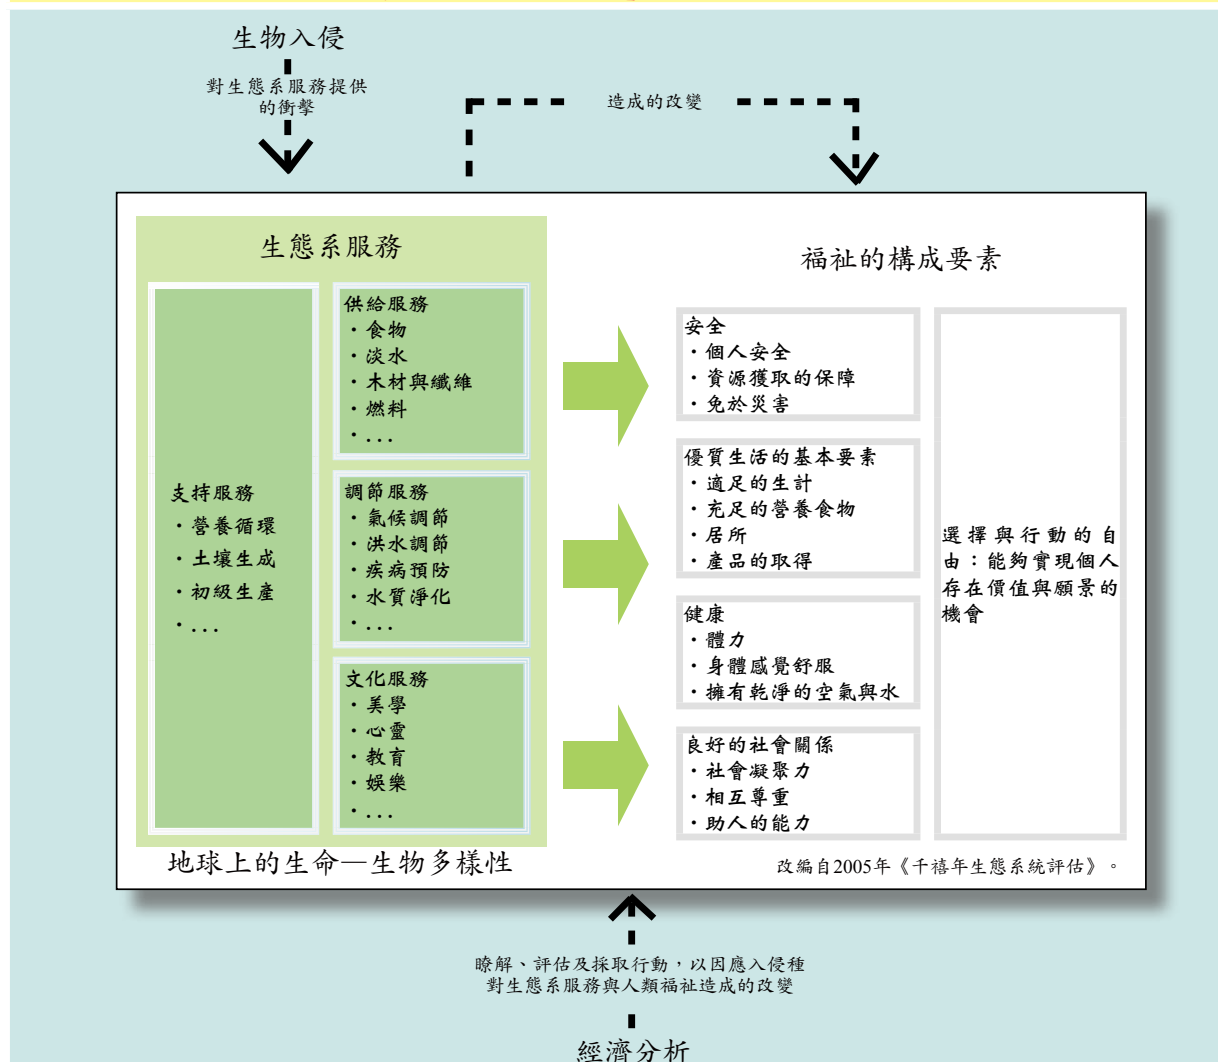 生物入侵
對生態系服務提供
的衝擊
造成的改變
生態系服務
支持服務
・營養循環
・土壤生成
・初級生產
・...
供給服務
・食物
・淡水
・木材與纖維
・燃料
・...
調節服務
・氣候調節
・洪水調節
・疾病預防
・水質淨化
・...
文化服務
・美學
・心靈
・教育
・娛樂
・...
地球上的生命—生物多樣性
福祉的構成要素
安全
・個人安全
・資源獲取的保障
・免於災害
優質生活的基本要素
・適足的生計
・充足的營養食物
・居所
・產品的取得
健康
・體力
・身體感覺舒服
・擁有乾淨的空氣與水
良好的社會關係
・社會凝聚力
・相互尊重
・助人的能力
選擇與行動的自
由：能夠實現個人
存在價值與願景的
機會
改編自2005年《千禧年生態系統評估》。
瞭解、評估及採取行動，以因應入侵種
對生態系服務與人類福祉造成的改變
經濟分析